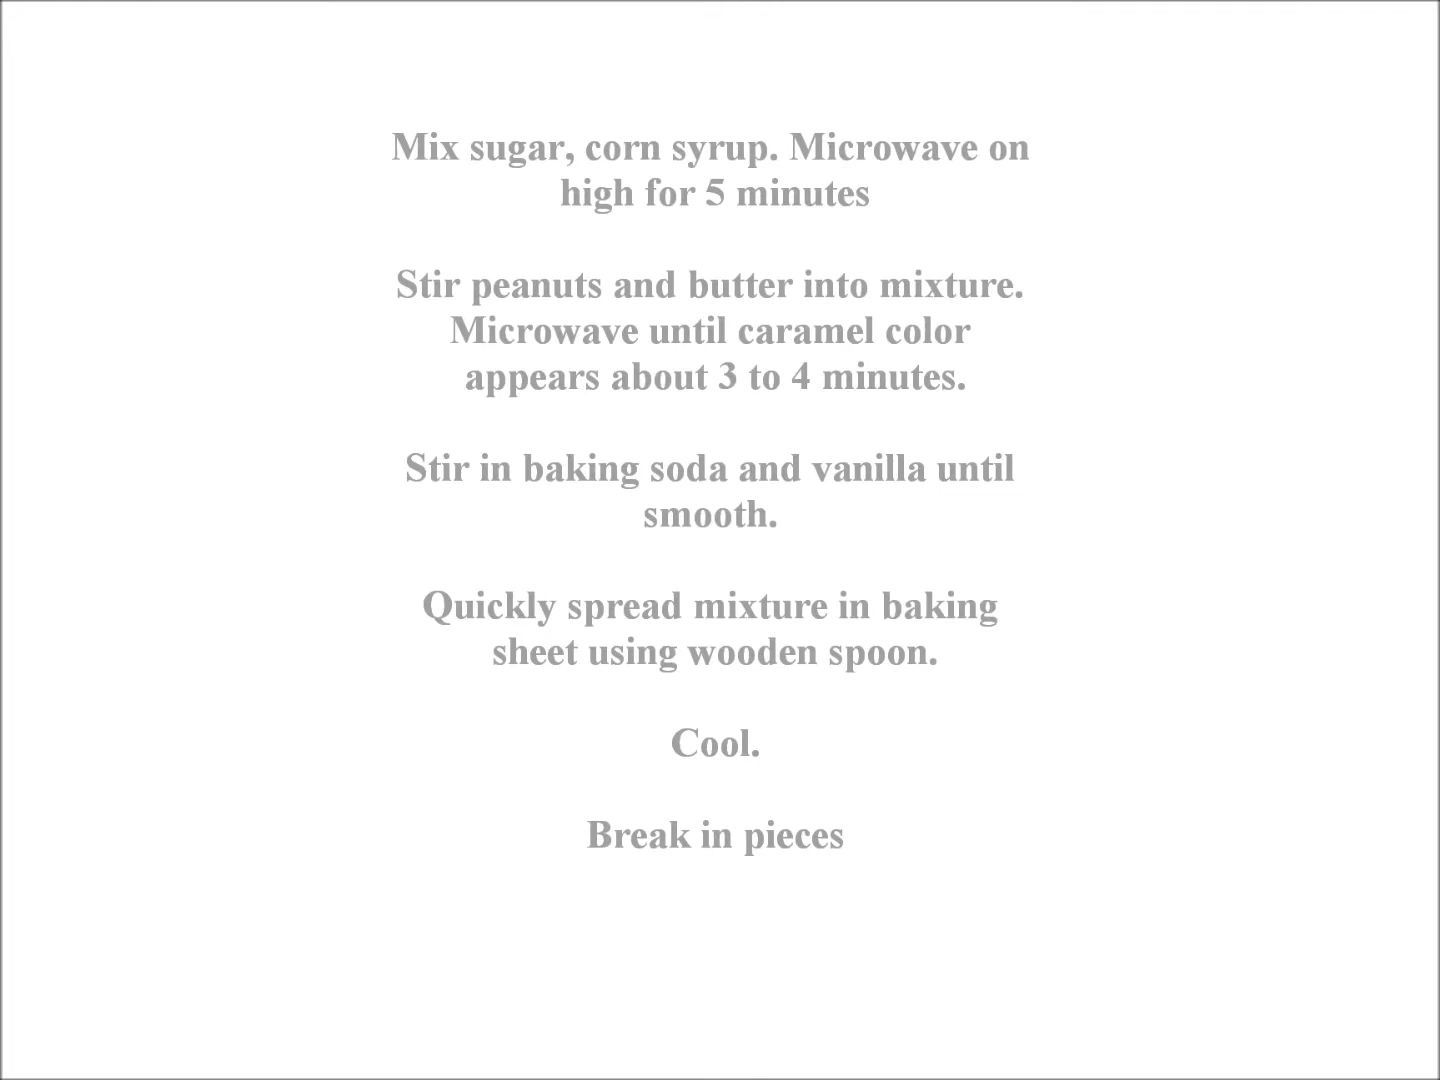 Mix sugar, corn syrup. Microwave on
high for 5 minutes
Stir peanuts and butter into mixture.
Microwave until caramel color
appears about 3 to 4 minutes.
Stir in baking soda and vanilla until
smooth.
Quickly spread mixture in baking
sheet using wooden spoon.
Cool.
Break in pieces